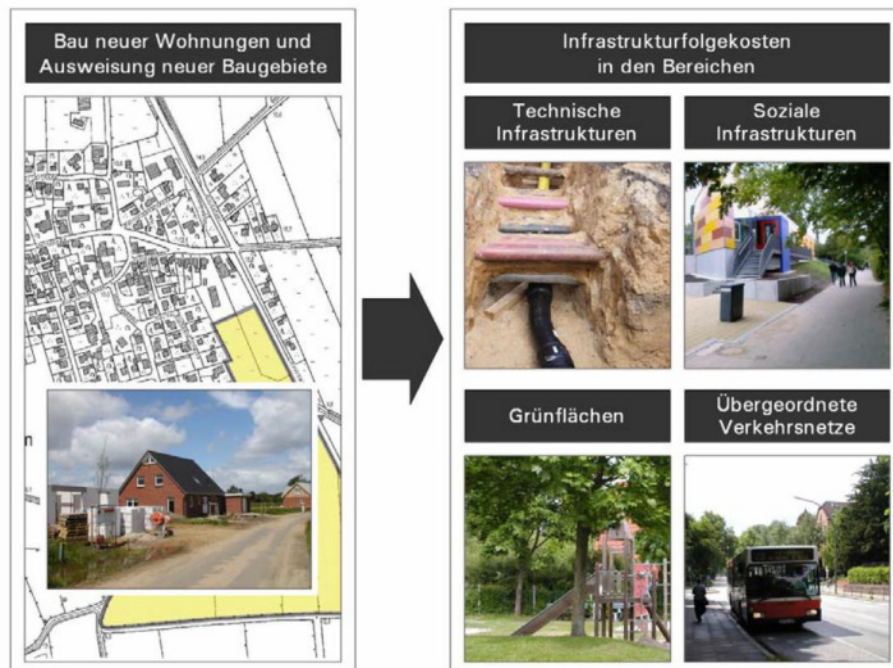 Bau neuer Wohnungen und
Ausweisung neuer Baugebiete
Infrastrukturfolgekosten
in den Bereichen
Technische
Infrastrukturen
Soziale
Infrastrukturen
Grünflächen
Übergeordnete
Verkehrsnetze